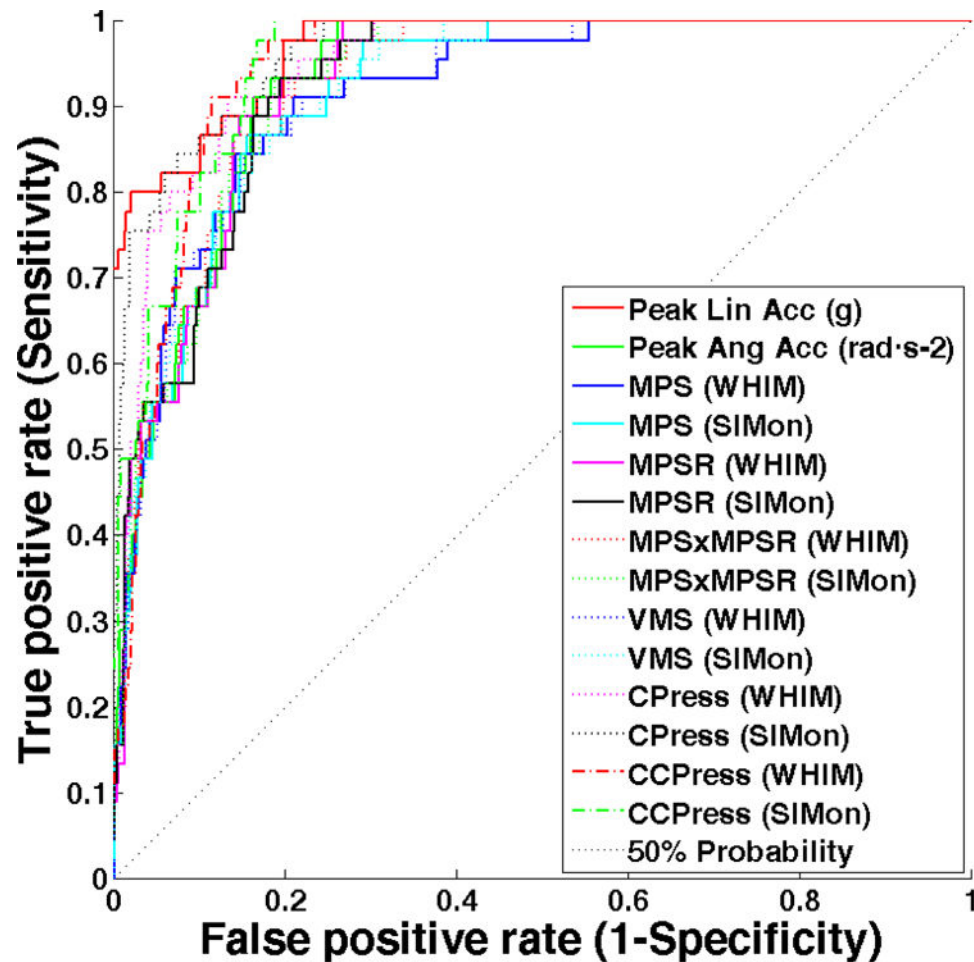 True positive rate (Sensitivity)
1
0.9
0.8
0.7
0.6
0.5
0.4
0.3
0.2
0.1
0
Peak Lin Acc (g)
Peak Ang Acc (rad·s-2)
MPS (WHIM)
MPS (SIMon)
MPSR (WHIM)
MPSR (SIMon)
MPSxMPSR (WHIM)
MPSxMPSR (SIMon)
VMS (WHIM)
VMS (SIMon)
CPress (WHIM)
CPress (SIMon)
CCPress (WHIM)
CCPress (SIMon)
50% Probability
0 0.2 0.4 0.6 0.8 1
False positive rate (1-Specificity)